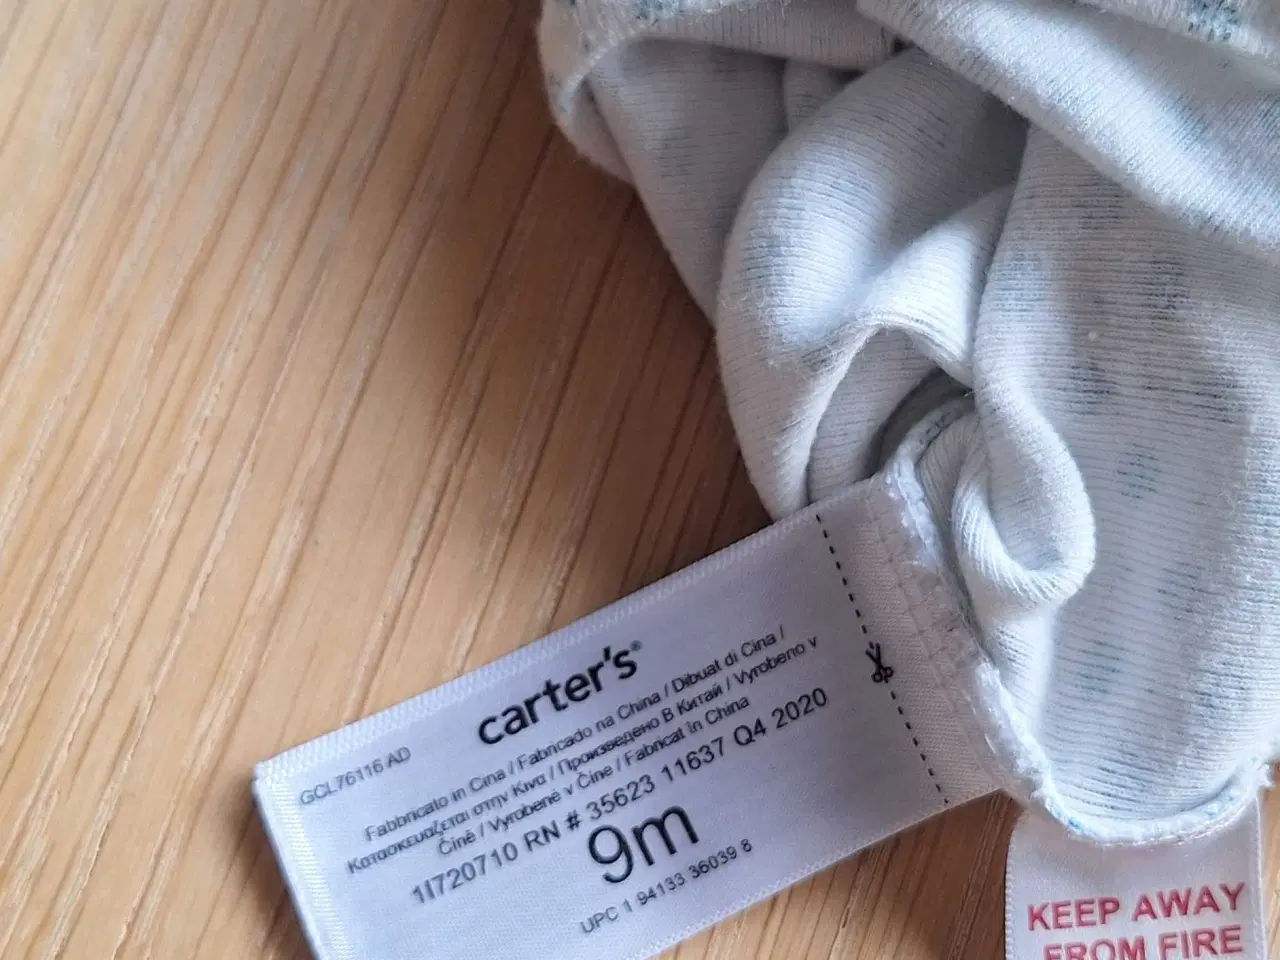 GCL76116 AD
carter's®
Fabbricato in Cina / Fabricado na China / Dibuat di Cina /
Κατασκευάζεται στην Κίνα / Произведено В Китай / Vyrobeno v
Číně / Vyrobené v Číne / Fabricat în China
1I720710 RN # 35623 11637 Q4 2020
9m
UPC 1 94133 36039 8
KEEP AWAY
FROM FIRE